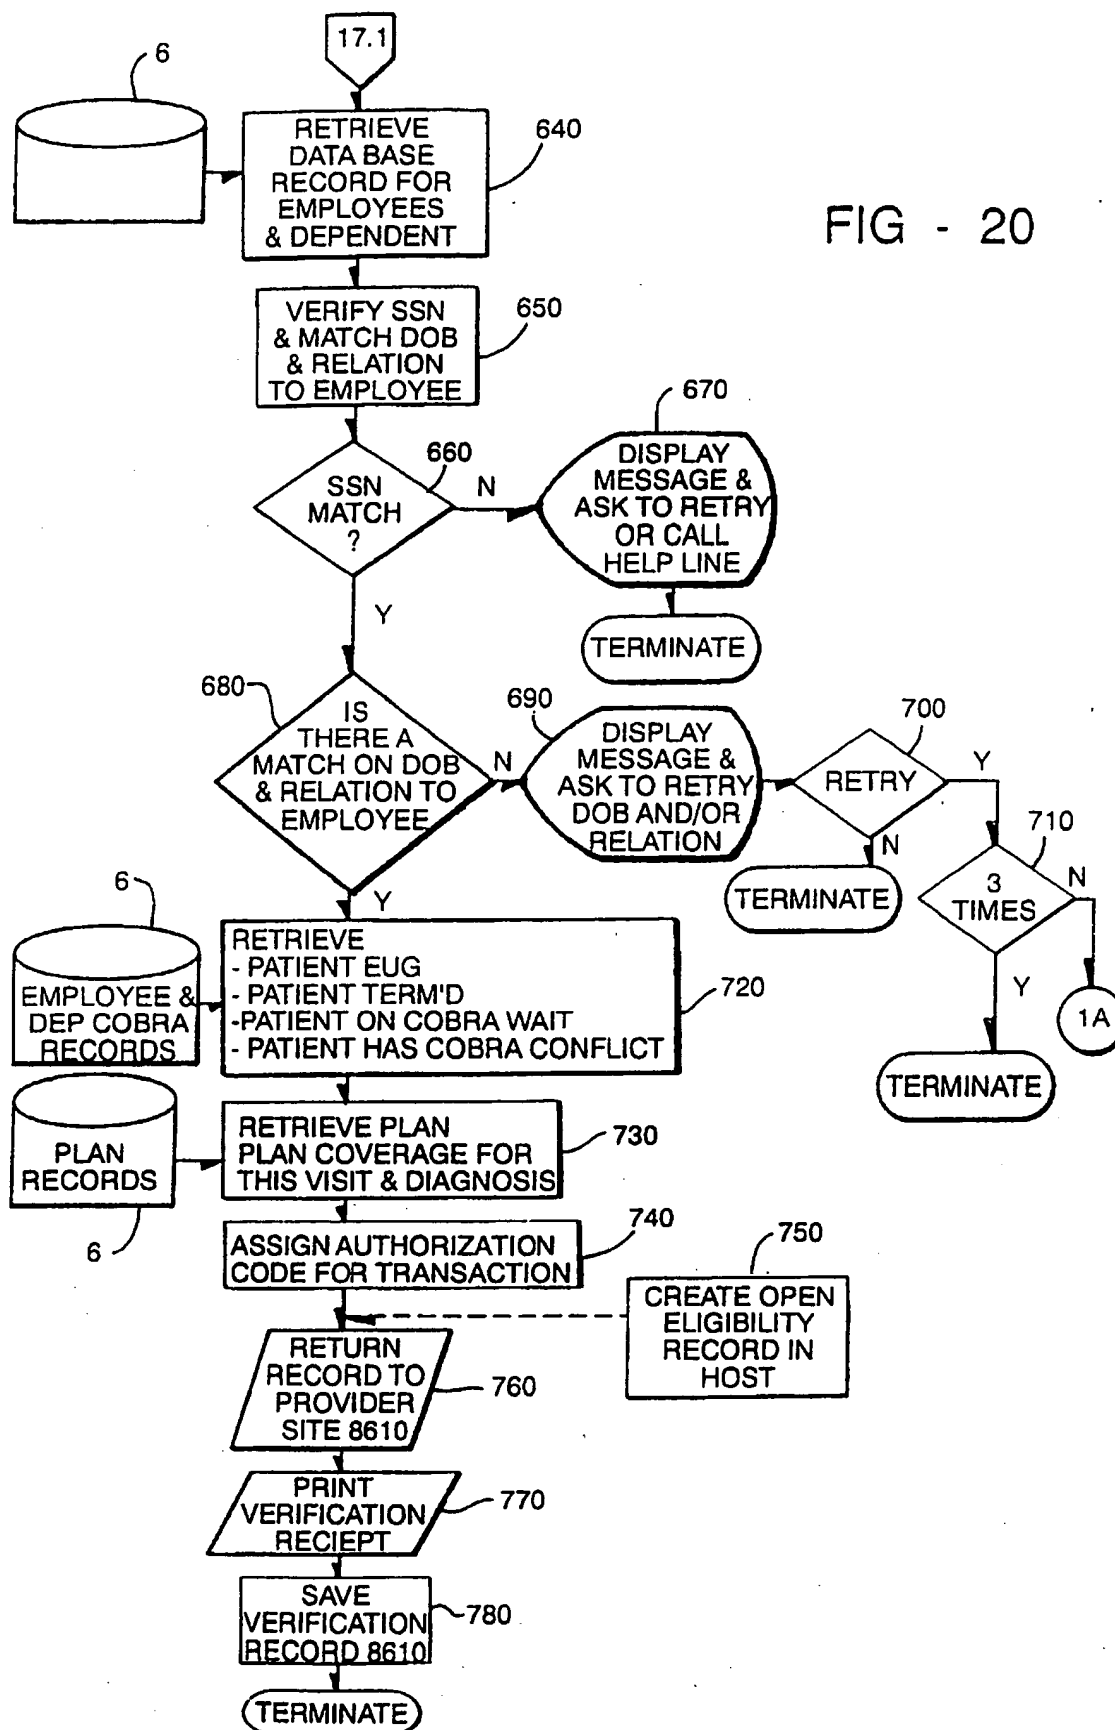 17.1
6
RETRIEVE
DATA BASE
RECORD FOR
EMPLOYEES
& DEPENDENT
640
FIG - 20
VERIFY SSN
& MATCH DOB
& RELATION
TO EMPLOYEE
650
SSN
MATCH
?
660
N
Y
DISPLAY
MESSAGE &
ASK TO RETRY
OR CALL
HELP LINE
670
TERMINATE
680
IS
THERE A
MATCH ON DOB
& RELATION TO
EMPLOYEE
N
Y
690
DISPLAY
MESSAGE &
ASK TO RETRY
DOB AND/OR
RELATION
700
RETRY
Y
N
TERMINATE
710
3
TIMES
N
Y
1A
TERMINATE
6
EMPLOYEE &
DEP COBRA
RECORDS
RETRIEVE
- PATIENT EUG
- PATIENT TERM'D
-PATIENT ON COBRA WAIT
- PATIENT HAS COBRA CONFLICT
720
PLAN
RECORDS
6
RETRIEVE PLAN
PLAN COVERAGE FOR
THIS VISIT & DIAGNOSIS
730
ASSIGN AUTHORIZATION
CODE FOR TRANSACTION
740
750
CREATE OPEN
ELIGIBILITY
RECORD IN
HOST
RETURN
RECORD TO
PROVIDER
SITE 8610
760
PRINT
VERIFICATION
RECIEPT
770
SAVE
VERIFICATION
RECORD 8610
780
TERMINATE